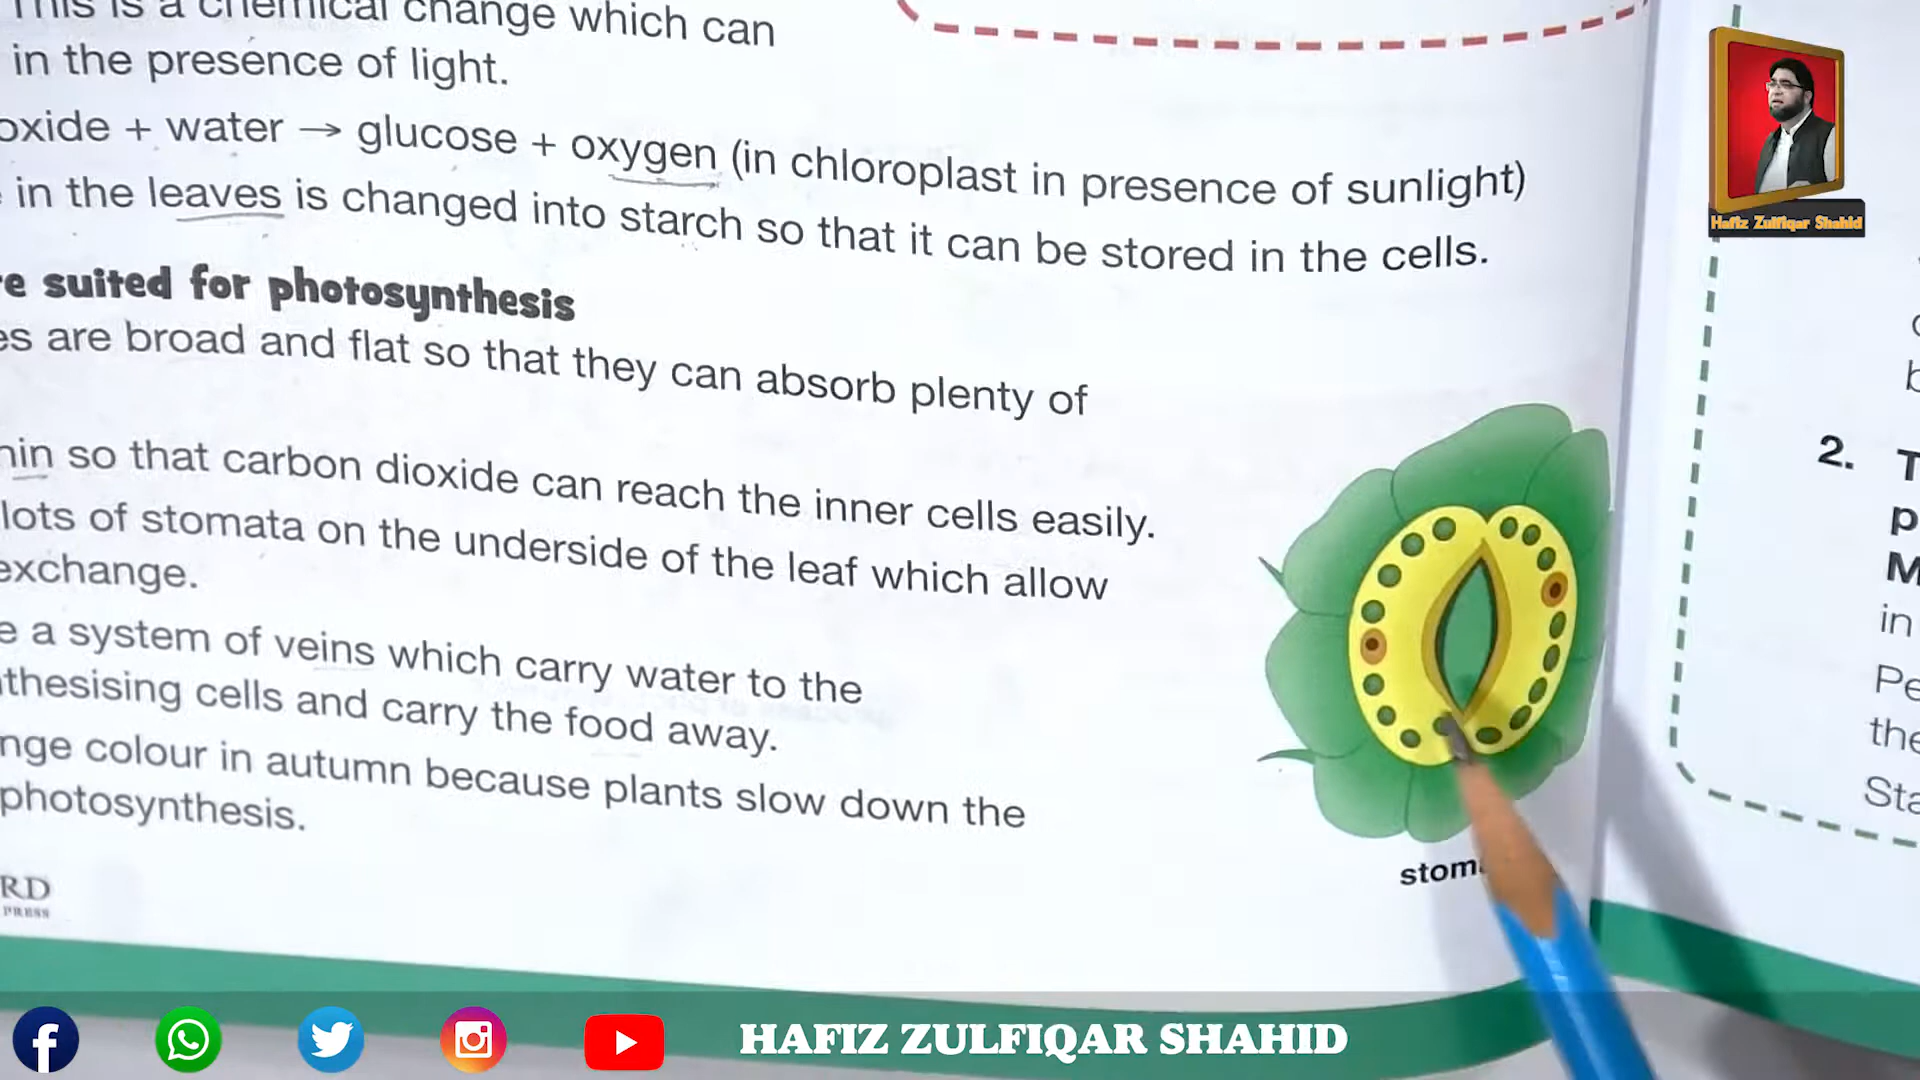 This is a chemical change which can
in the presence of light.
oxide + water → glucose + oxygen (in chloroplast in presence of sunlight)
in the leaves is changed into starch so that it can be stored in the cells.
re suited for photosynthesis
es are broad and flat so that they can absorb plenty of
hin so that carbon dioxide can reach the inner cells easily.
lots of stomata on the underside of the leaf which allow
exchange.
e a system of veins which carry water to the
thesising cells and carry the food away.
nge colour in autumn because plants slow down the
photosynthesis.
RD
PRESS
stom
Hafiz Zulfiqar Shahid
2. T
p
M
in
Pe
the
Sta
HAFIZ ZULFIQAR SHAHID